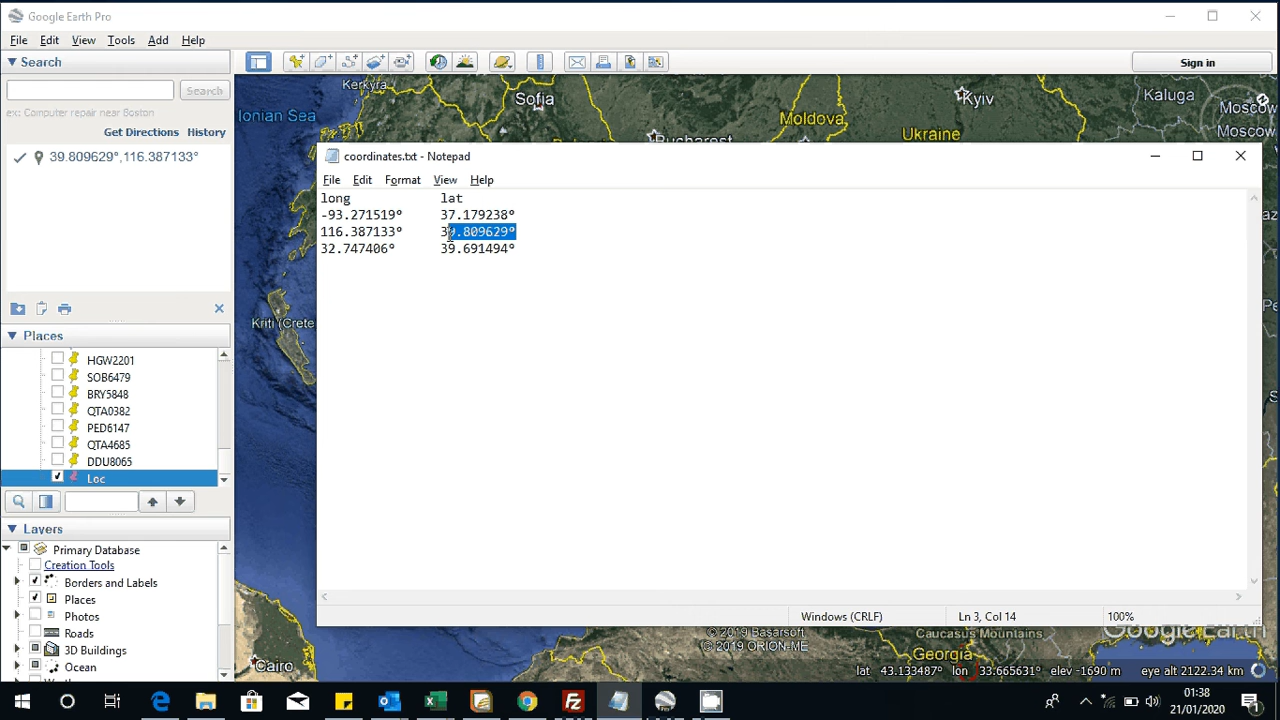 Google Earth Pro
File Edit View Tools Add Help
Search
Search
ex: Computer repair near Boston
Get Directions History
39.809629°,116.387133°
Places
HGW2201
SOB6479
BRY5848
QTA0382
PED6147
QTA4685
DDU8065
Loc
Layers
Primary Database
Creation Tools
Borders and Labels
Places
Photos
Roads
3D Buildings
Ocean
Sign in
Kerkyra
Ionian Sea
Sofia
Bucharest
Moldova
Kyiv
Ukraine
Kaluga
Moscow
Moscow
Kriti (Crete
coordinates.txt - Notepad
File Edit Format View Help
long lat
-93.271519° 37.179238°
116.387133° 39.809629°
32.747406° 39.691494°
Windows (CRLF) Ln 3, Col 14 100%
Cairo
© 2019 Basarsoft
© 2019 ORION-ME
Caucasus Mountains
Georgia
Google Earth
lat 43.133487° lon 33.665631° elev -1690 m eye alt 2122.34 km
01:38
21/01/2020